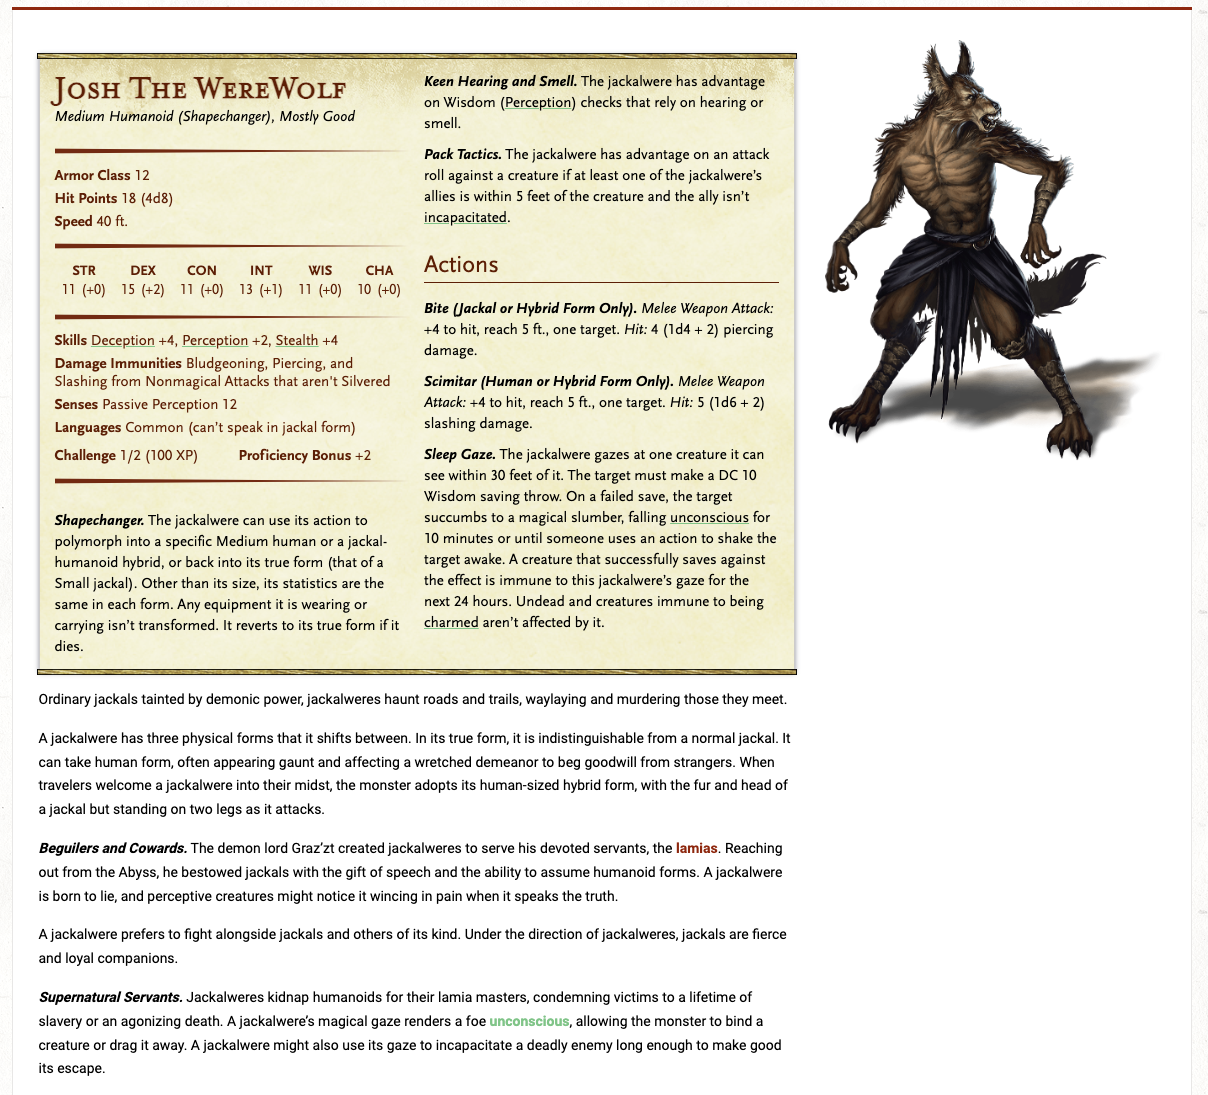 Josh The WereWolf
Medium Humanoid (Shapechanger), Mostly Good
Armor Class 12
Hit Points 18 (4d8)
Speed 40 ft.
STR DEX CON INT WIS CHA
11 (+0) 15 (+2) 11 (+0) 13 (+1) 11 (+0) 10 (+0)
Skills Deception +4, Perception +2, Stealth +4
Damage Immunities Bludgeoning, Piercing, and
Slashing from Nonmagical Attacks that aren't Silvered
Senses Passive Perception 12
Languages Common (can’t speak in jackal form)
Challenge 1/2 (100 XP) Proficiency Bonus +2
Shapechanger. The jackalwere can use its action to
polymorph into a specific Medium human or a jackal-
humanoid hybrid, or back into its true form (that of a
Small jackal). Other than its size, its statistics are the
same in each form. Any equipment it is wearing or
carrying isn’t transformed. It reverts to its true form if it
dies.
Keen Hearing and Smell. The jackalwere has advantage
on Wisdom (Perception) checks that rely on hearing or
smell.
Pack Tactics. The jackalwere has advantage on an attack
roll against a creature if at least one of the jackalwere’s
allies is within 5 feet of the creature and the ally isn’t
incapacitated.
Actions
Bite (Jackal or Hybrid Form Only). Melee Weapon Attack:
+4 to hit, reach 5 ft., one target. Hit: 4 (1d4 + 2) piercing
damage.
Scimitar (Human or Hybrid Form Only). Melee Weapon
Attack: +4 to hit, reach 5 ft., one target. Hit: 5 (1d6 + 2)
slashing damage.
Sleep Gaze. The jackalwere gazes at one creature it can
see within 30 feet of it. The target must make a DC 10
Wisdom saving throw. On a failed save, the target
succumbs to a magical slumber, falling unconscious for
10 minutes or until someone uses an action to shake the
target awake. A creature that successfully saves against
the effect is immune to this jackalwere’s gaze for the
next 24 hours. Undead and creatures immune to being
charmed aren’t affected by it.
Ordinary jackals tainted by demonic power, jackalweres haunt roads and trails, waylaying and murdering those they meet.
A jackalwere has three physical forms that it shifts between. In its true form, it is indistinguishable from a normal jackal. It
can take human form, often appearing gaunt and affecting a wretched demeanor to beg goodwill from strangers. When
travelers welcome a jackalwere into their midst, the monster adopts its human-sized hybrid form, with the fur and head of
a jackal but standing on two legs as it attacks.
Beguilers and Cowards. The demon lord Graz’zt created jackalweres to serve his devoted servants, the lamias. Reaching
out from the Abyss, he bestowed jackals with the gift of speech and the ability to assume humanoid forms. A jackalwere
is born to lie, and perceptive creatures might notice it wincing in pain when it speaks the truth.
A jackalwere prefers to fight alongside jackals and others of its kind. Under the direction of jackalweres, jackals are fierce
and loyal companions.
Supernatural Servants. Jackalweres kidnap humanoids for their lamia masters, condemning victims to a lifetime of
slavery or an agonizing death. A jackalwere’s magical gaze renders a foe unconscious, allowing the monster to bind a
creature or drag it away. A jackalwere might also use its gaze to incapacitate a deadly enemy long enough to make good
its escape.